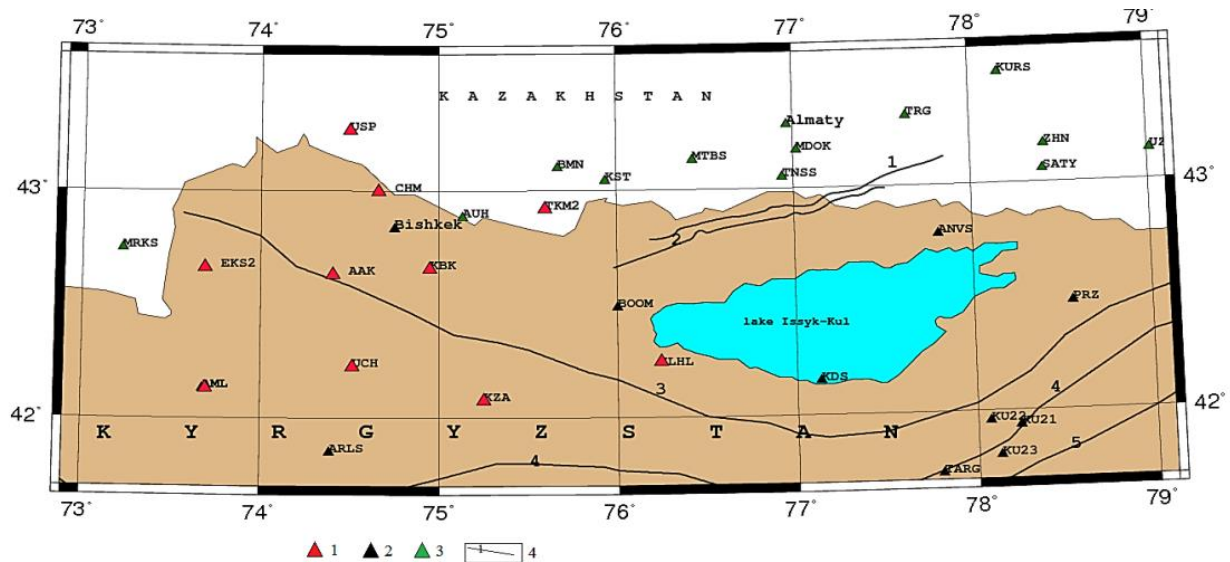 73° 74° 75° 76° 77° 78° 79°
KURS
K A Z A K H S T A N
USP Almaty TRG
MDOK ZHN UZ
BMN MTBS 1 SATY
43° KST TNSS 43°
CHM
TKM2
AUH
Bishkek ANVS
MRKS 2
EKS2 AAK KBK
BOOM PRZ
lake Issyk-Kul
UCH ULHL
AML 3 KDS 4
KZA
42° 42°
K Y R G Y Z S T A N KU22 KU21
ARLS 5
4 KU23
TARG
73° 74° 75° 76° 77° 78° 79°
1 2 3 1 4